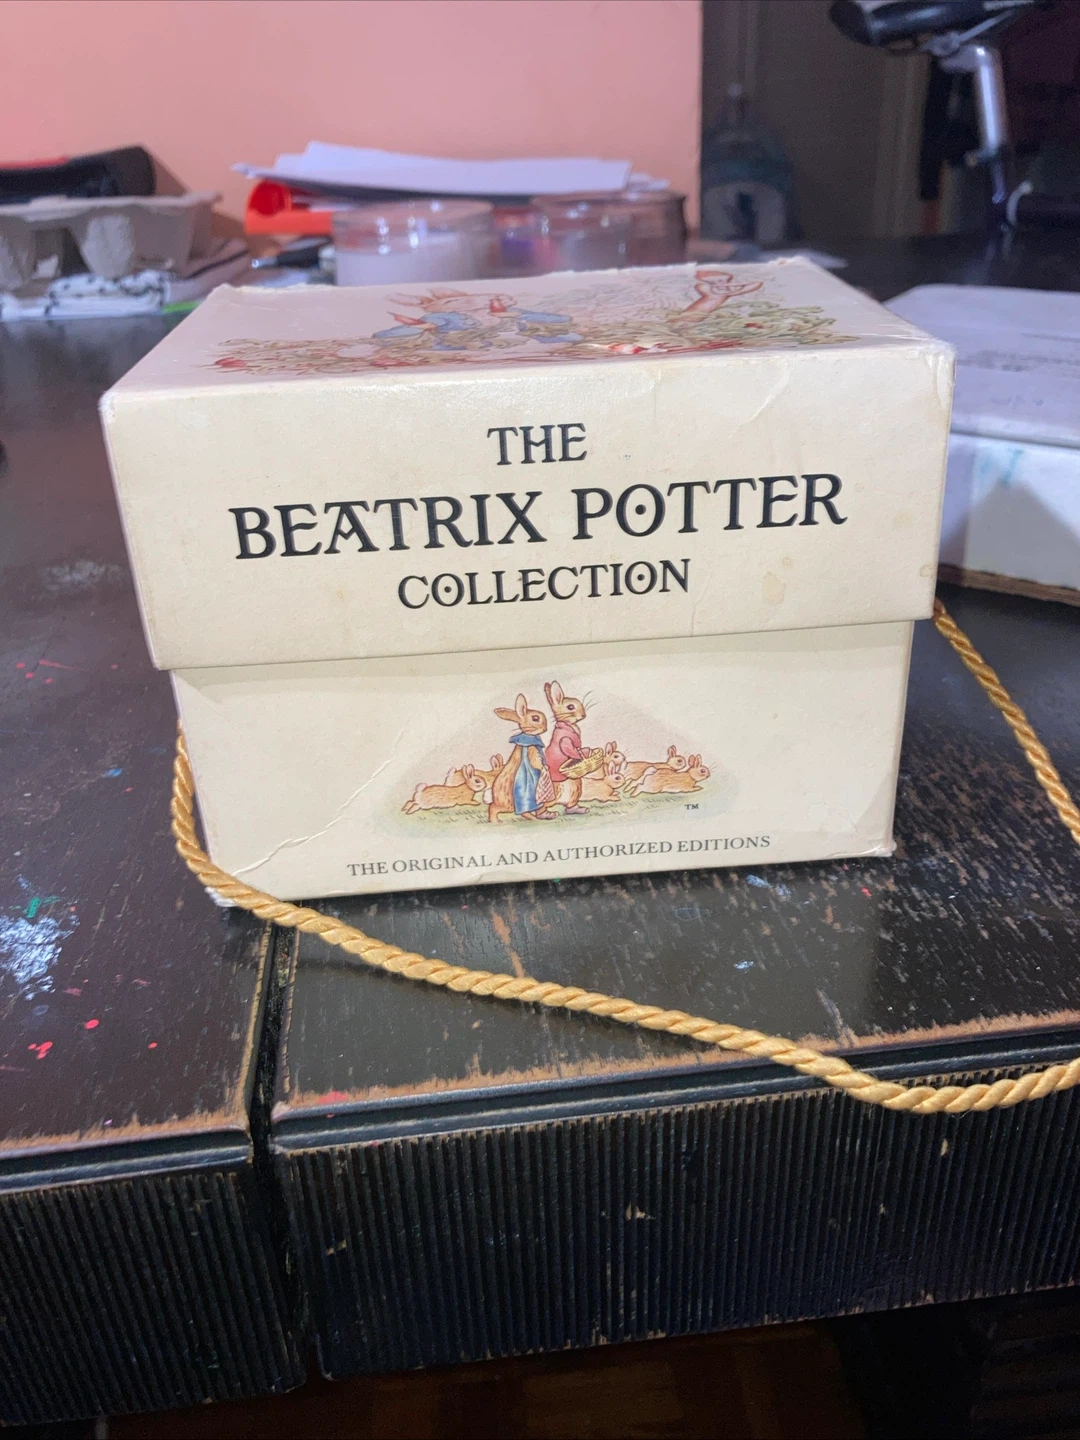 THE
BEATRIX POTTER
COLLECTION
TM
THE ORIGINAL AND AUTHORIZED EDITIONS